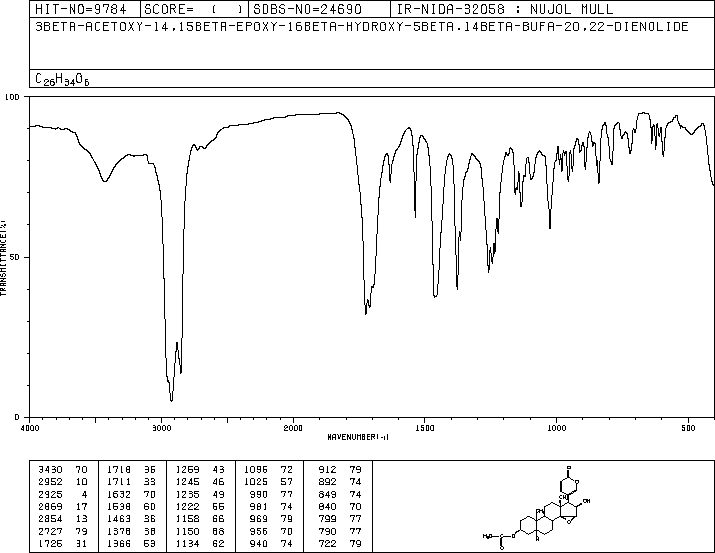 HIT-NO=9784 SCORE= ( ) SDBS-NO=24690 IR-NIDA-32058 : NUJOL MULL
3BETA-ACETOXY-14,15BETA-EPOXY-16BETA-HYDROXY-5BETA,14BETA-BUFA-20,22-DIENOLIDE
C26H34O6
100
50
0
TRANSMITTANCE(%)
4000 3000 2000 1500 1000 500
WAVENUMBER(-1)
3430 70 1718 36 1259 43 1096 72 912 79
2952 10 1711 33 1245 46 1025 57 892 74
2925 4 1632 70 1235 49 990 77 849 74
2869 17 1538 60 1222 55 981 74 840 70
2854 13 1463 36 1158 66 969 79 799 77
2727 79 1378 38 1150 68 956 70 790 77
1725 31 1366 53 1134 62 940 74 722 79